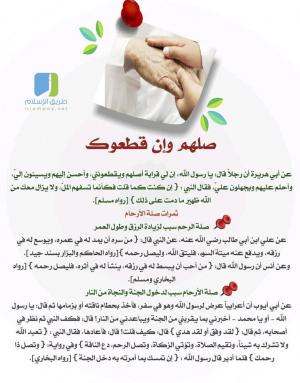 طريق الإسلام
islamway.net
صلهم وإن قطعوك
عن أبي هريرة أن رجلاً قال: يا رسول الله، إن لي قرابة أصلهم ويقطعوني، وأحسن إليهم ويسيئون إليّ،
وأحلم عليهم ويجهلون عليّ، فقال النبي : { إن كنت كما قلت فكأنما تسفهم الملّ، ولا يزال معك من
الله ظهير ما دمت على ذلك } [رواه مسلم].
ثمرات صلة الأرحام
صلة الرحم سبب لزيادة الرزق وطول العمر
عن علي ابن أبي طالب رضي الله عنه، عن النبي قال: { من سره أن يمد له في عمره، ويوسع له في
رزقه، ويدفع عنه ميتة السوء، فليتق الله، وليصل رحمه }[رواه الحاكم والبزار بسند جيد].
وعن أنس أن رسول الله قال: { من أحب أن يبسط له في رزقه، ينسأ له في أثره، فليصل رحمه } [رواه
البخاري ومسلم].
صلة الأرحام سبب لدخول الجنة والنجاة من النار
عن أبي أيوب أن أعرابياً عرض لرسول الله وهو في سفر، فأخذ بخطام ناقته أو بزمامها ثم قال: يا رسول
الله - أو يا محمد - أخبرني بما يقربني من الجنة ويباعدني من النار! قال: فكف النبي ثم نظر في
أصحابه، ثم قال: { لقد وفق أو لقد هدي } قال: كيف قلت؟ قال: فأعادها، فقال النبي : { تعبد الله
ولا تشرك به شيئاً، وتقيم الصلاة، وتؤتي الزكاة، وتصل الرحم، دع الناقة } وفي رواية: { وتصل ذا
رحمك } فلما أدبر قال رسول الله : { إن تمسك بما أمرته به دخل الجنة } [رواه البخاري].